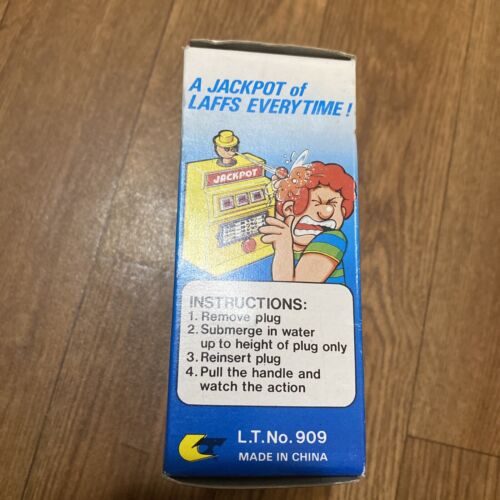 A JACKPOT of
LAFFS EVERYTIME!
JACKPOT
INSTRUCTIONS:
1. Remove plug
2. Submerge in water
up to height of plug only
3. Reinsert plug
4. Pull the handle and
watch the action
L.T. No. 909
MADE IN CHINA